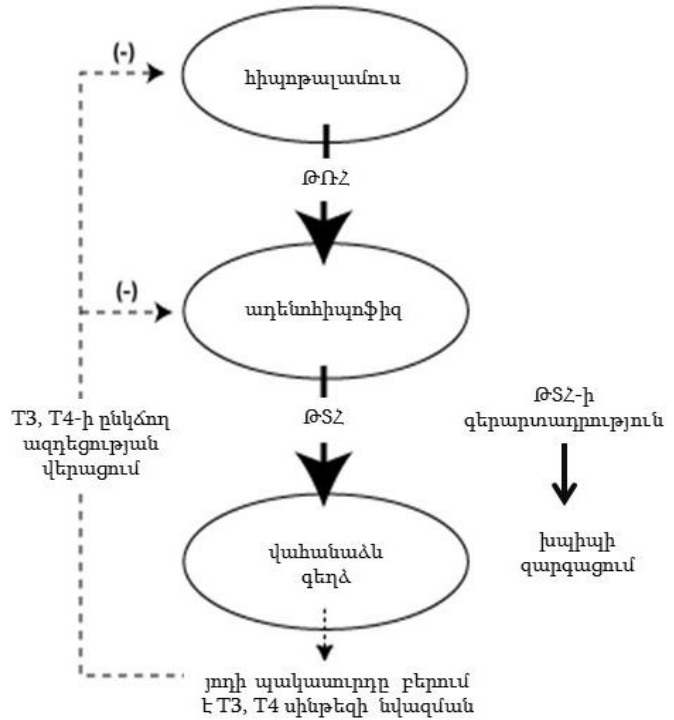 (-)
հիպոթալամուս
ԹՌՀ
(-)
ադենոհիպոֆիզ
T3, T4-ի ընկճող
ազդեցության
վերացում
ԹՏՀ
ԹՏՀ-ի
գերարտադրություն
վահանաձև
գեղձ
խպիպի
զարգացում
յոդի պակասուրդը բերում
է T3, T4 սինթեզի նվազման